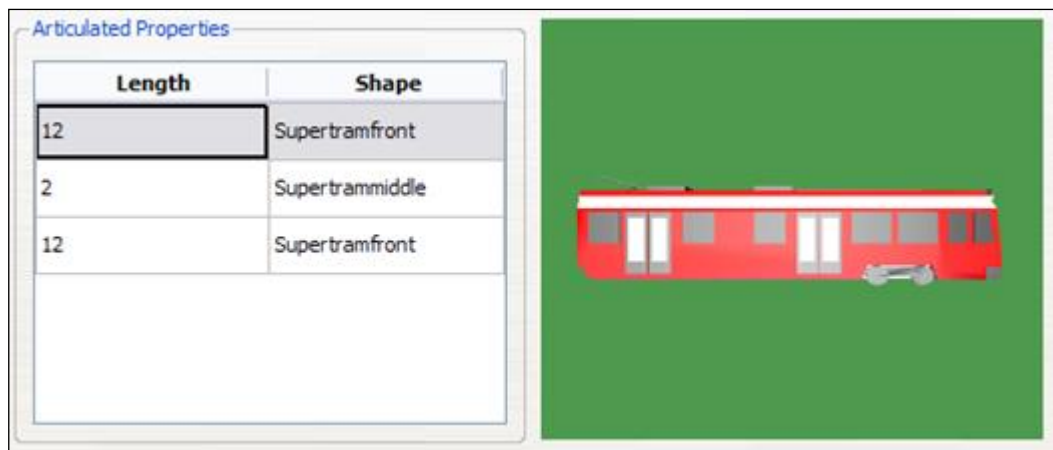 Articulated Properties
Length Shape
12 Supertramfront
2 Supertrammiddle
12 Supertramfront